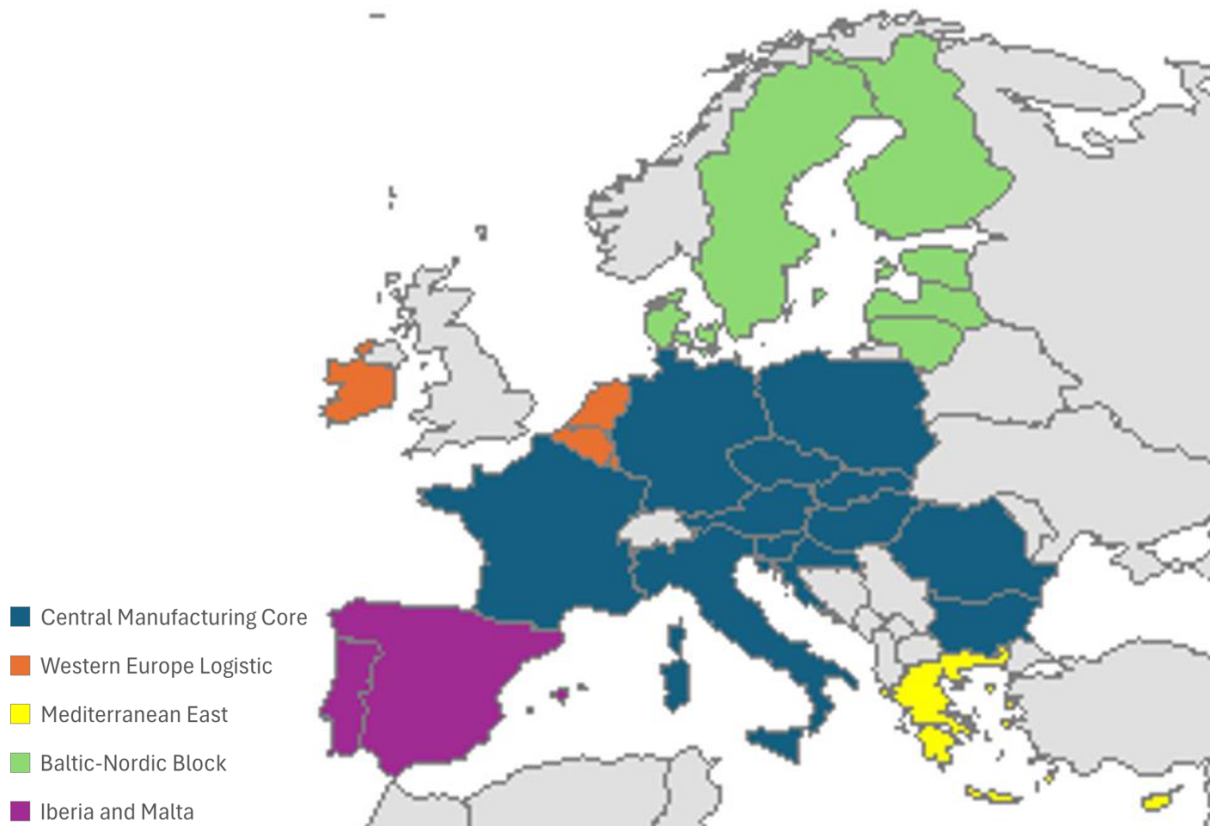 Central Manufacturing Core
Western Europe Logistic
Mediterranean East
Baltic-Nordic Block
Iberia and Malta